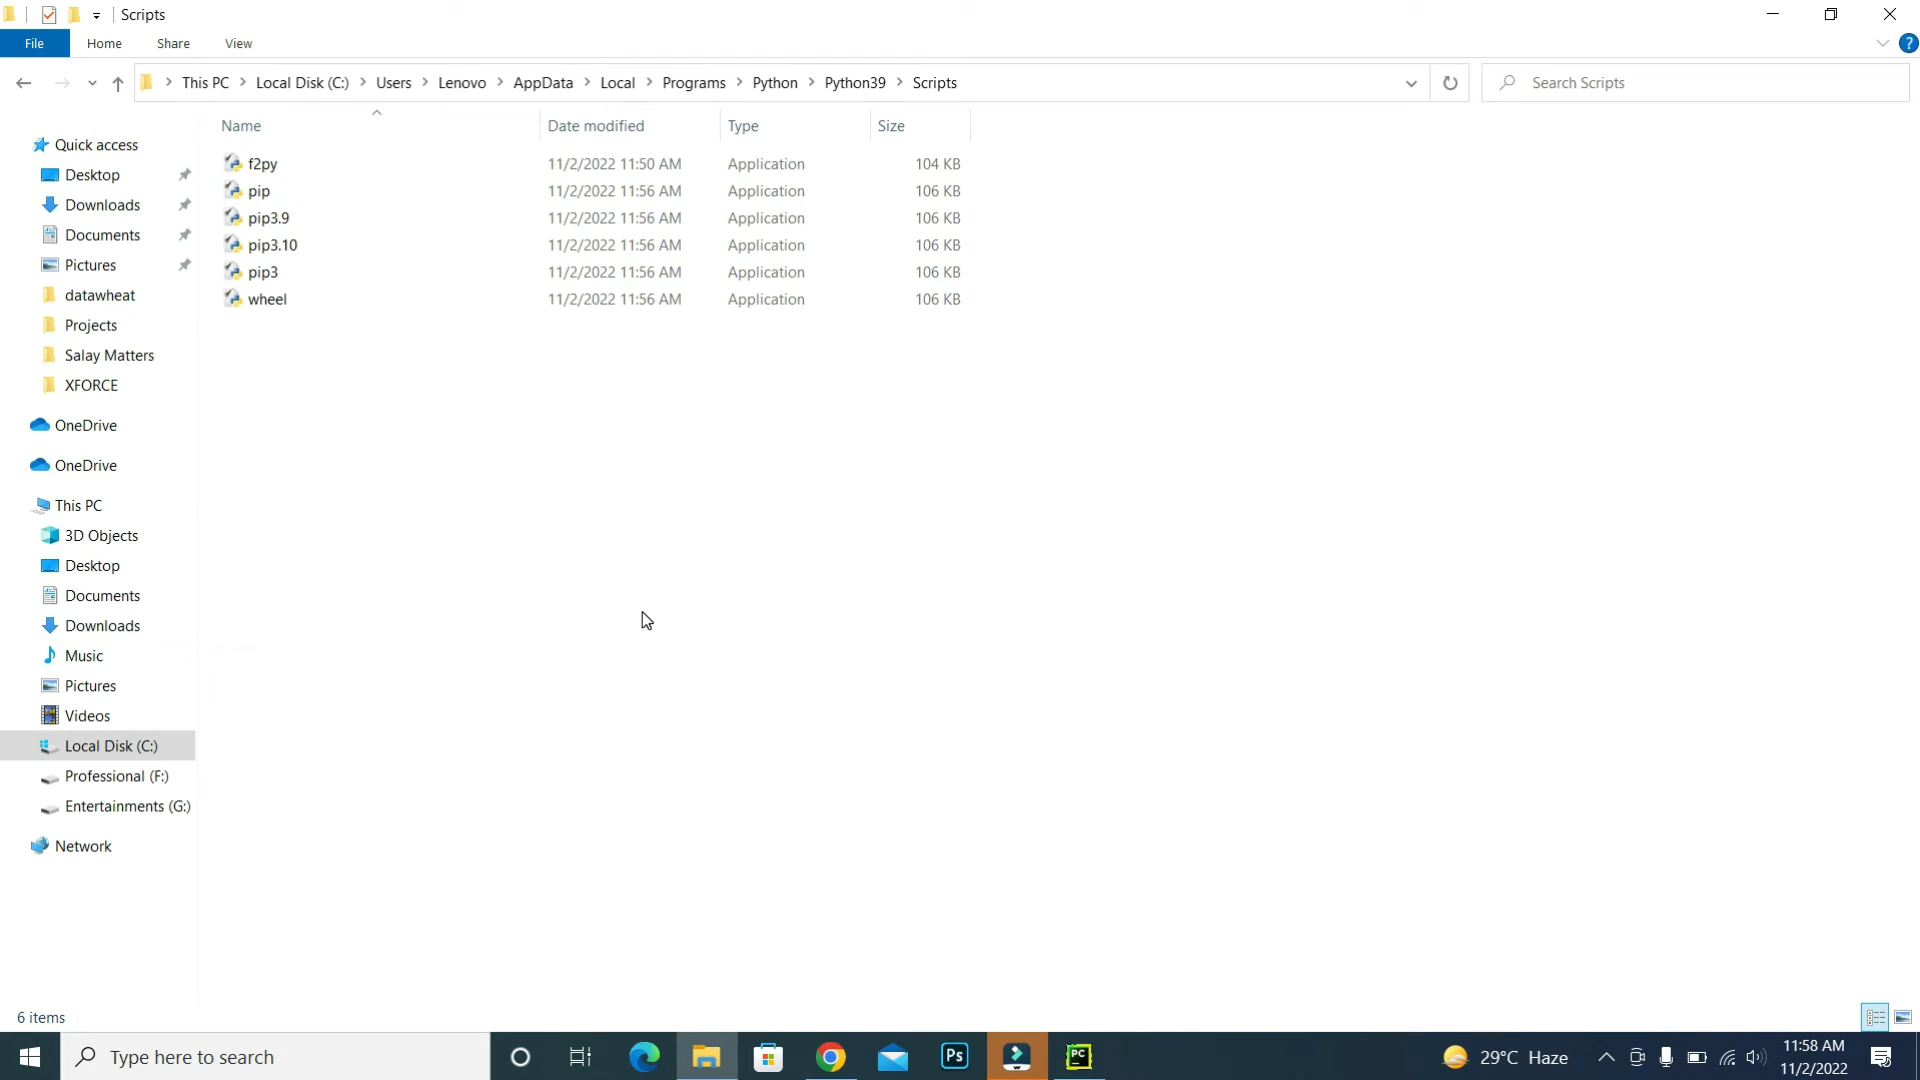 Scripts
File Home Share View
This PC Local Disk (C:) Users Lenovo AppData Local Programs Python Python39 Scripts
Search Scripts
Name Date modified Type Size
f2py 11/2/2022 11:50 AM Application 104 KB
pip 11/2/2022 11:56 AM Application 106 KB
pip3.9 11/2/2022 11:56 AM Application 106 KB
pip3.10 11/2/2022 11:56 AM Application 106 KB
pip3 11/2/2022 11:56 AM Application 106 KB
wheel 11/2/2022 11:56 AM Application 106 KB
Quick access
Desktop
Downloads
Documents
Pictures
datawheat
Projects
Salay Matters
XFORCE
OneDrive
OneDrive
This PC
3D Objects
Desktop
Documents
Downloads
Music
Pictures
Videos
Local Disk (C:)
Professional (F:)
Entertainments (G:)
Network
6 items
Type here to search
Ps
PC
29°C Haze
11:58 AM
11/2/2022